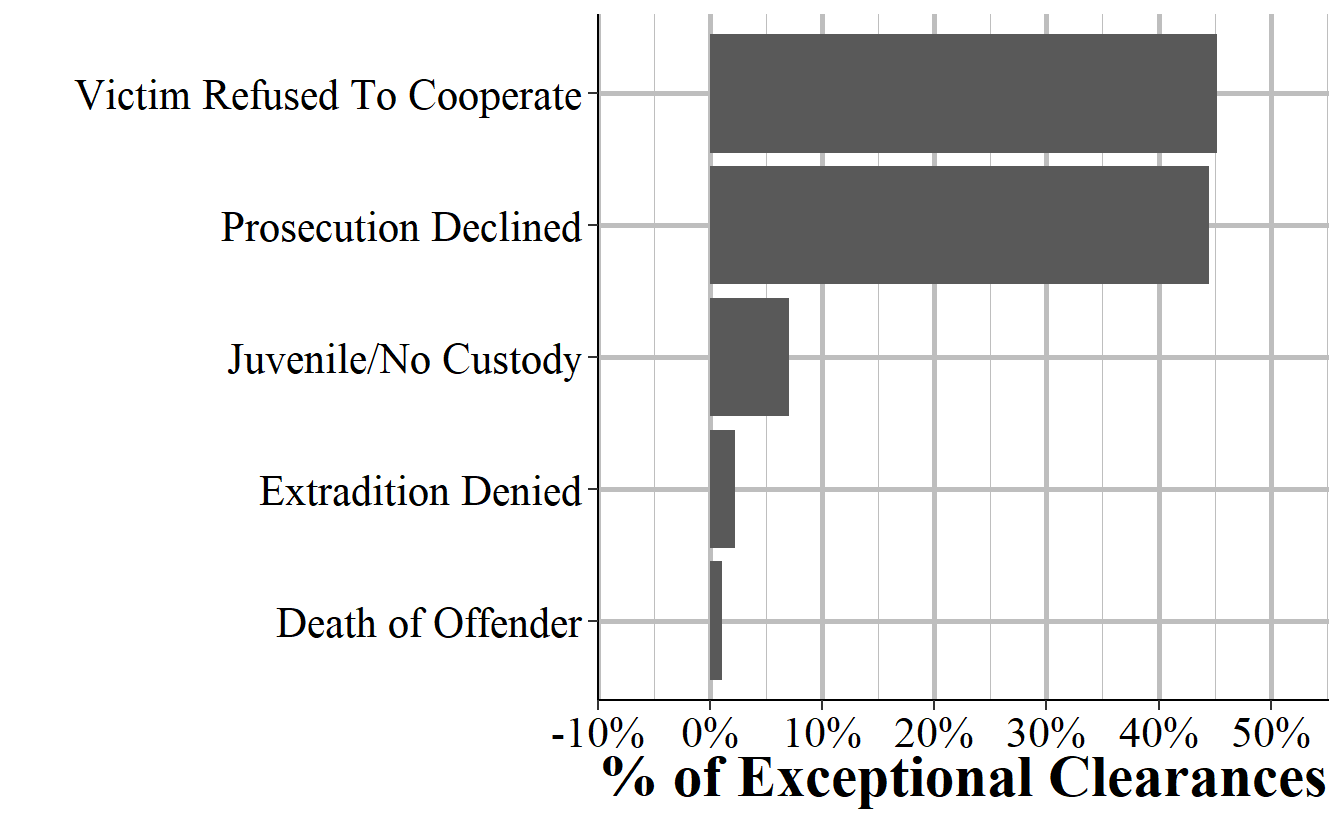 Victim Refused To Cooperate
Prosecution Declined
Juvenile/No Custody
Extradition Denied
Death of Offender
-10% 0% 10% 20% 30% 40% 50%
% of Exceptional Clearances